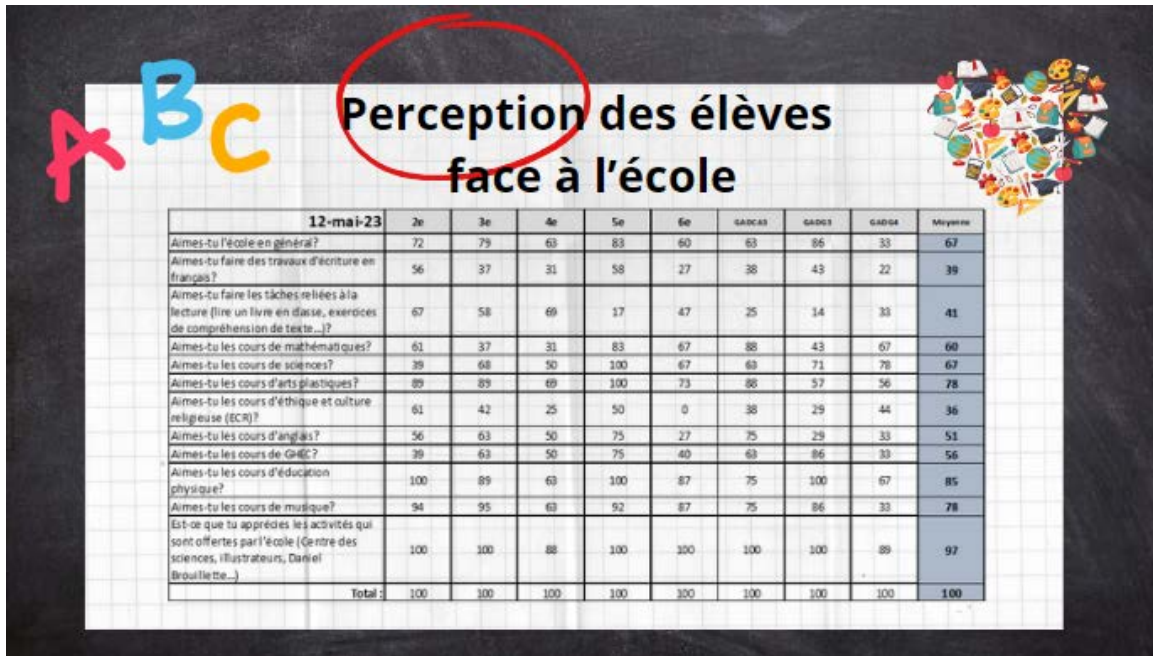 A B C
Perception des élèves
face à l'école
12-mai-23 2e 3e 4e 5e 6e GADCA3 GADG3 GADG4 Moyenne
Aimes-tu l'école en général? 72 79 63 83 60 63 86 33 67
Aimes-tu faire des travaux d'écriture en
français? 56 37 31 58 27 38 43 22 39
Aimes-tu faire les tâches reliées à la
lecture (lire un livre en classe, exercices
de compréhension de texte...)? 67 58 69 17 47 25 14 33 41
Aimes-tu les cours de mathématiques? 61 37 31 83 67 88 43 67 60
Aimes-tu les cours de sciences? 39 68 50 100 67 63 71 78 67
Aimes-tu les cours d'arts plastiques? 89 89 69 100 73 88 57 56 78
Aimes-tu les cours d'éthique et culture
religieuse (ECR)? 61 42 25 50 0 38 29 44 36
Aimes-tu les cours d'anglais? 56 63 50 75 27 75 29 33 51
Aimes-tu les cours de GHEC? 39 63 50 75 40 63 86 33 56
Aimes-tu les cours d'éducation
physique? 100 89 63 100 87 75 100 67 85
Aimes-tu les cours de musique? 94 95 63 92 87 75 86 33 78
Est-ce que tu apprécies les activités qui
sont offertes par l'école (Centre des
sciences, illustrateurs, Daniel
Brouillette...) 100 100 88 100 100 100 100 89 97
Total : 100 100 100 100 100 100 100 100 100